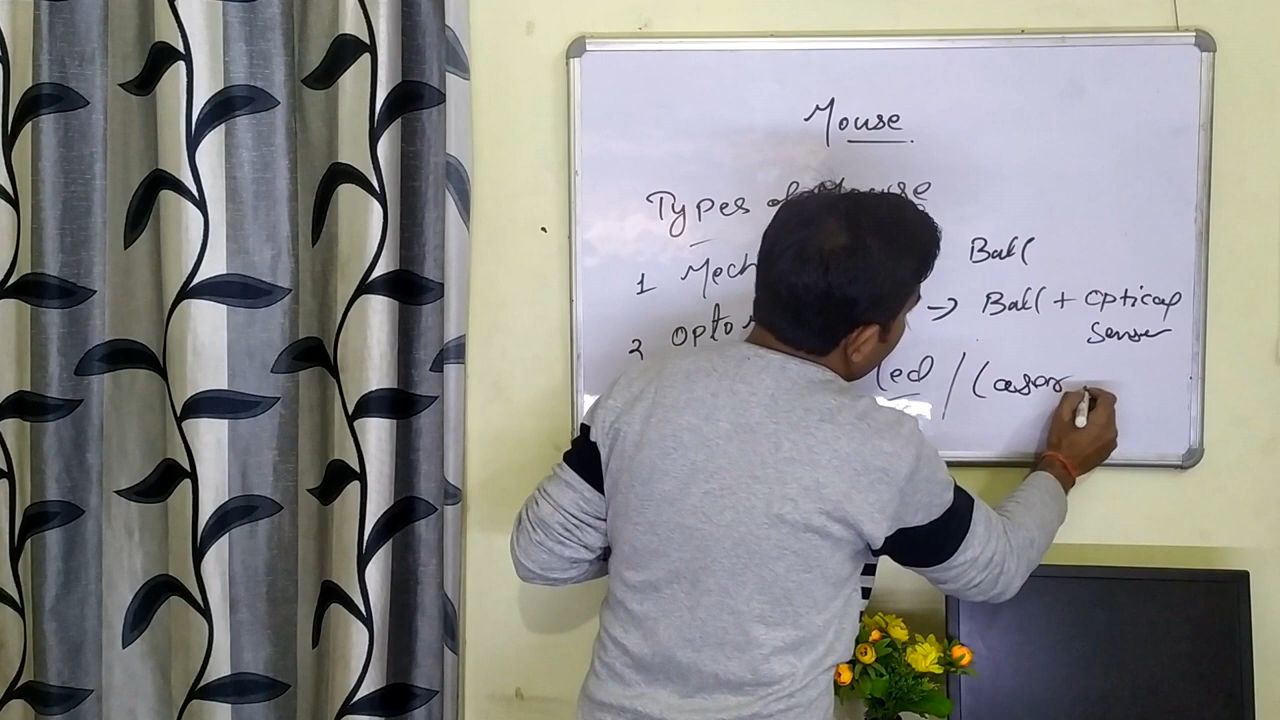 Mouse
Types of Mouse
1 Mech
Ball
2 Opto
→ Ball + Optical
Sensor
led / Laser